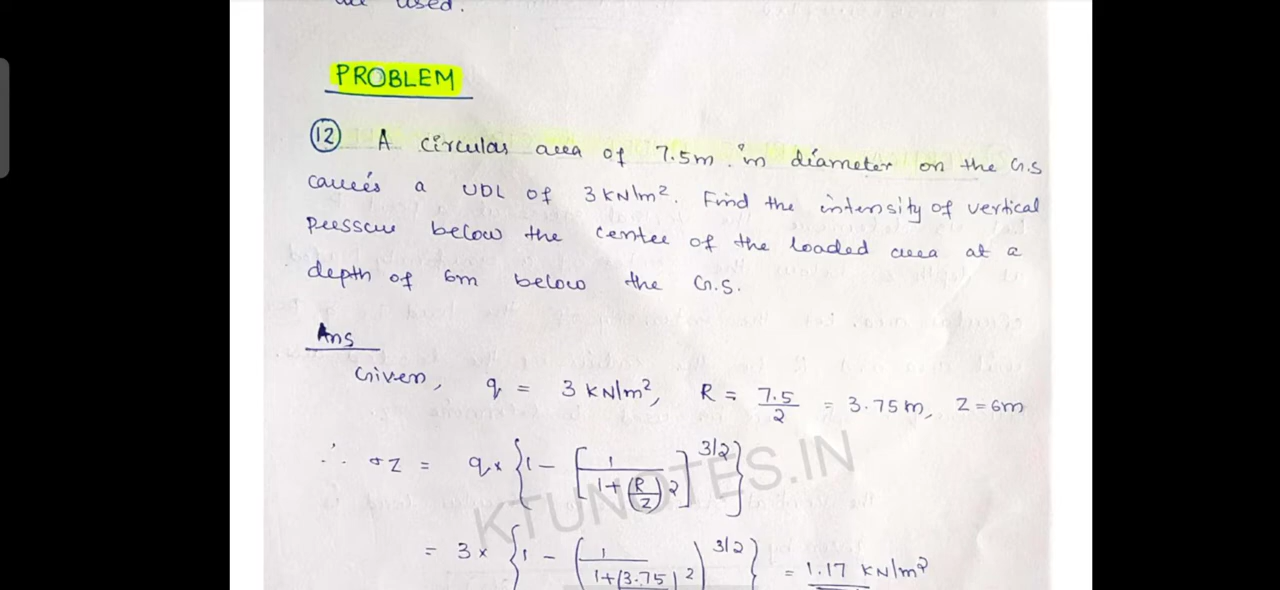 are used.
PROBLEM
(12) A circular area of 7.5m in diameter on the G.S
causes a UDL of 3 KN/m². Find the intensity of vertical
pressure below the center of the loaded area at a
depth of 6m below the G.S.
Ans
Given, q = 3 KN/m², R = 7.5/2 = 3.75m, Z = 6m
∴ σz = q × {1 - [1/(1+(R/Z)2]^3/2}
KTUNOTES.IN
= 3 × {1 - (1/(1+(3.75)²)^3/2} = 1.17 KN/m²